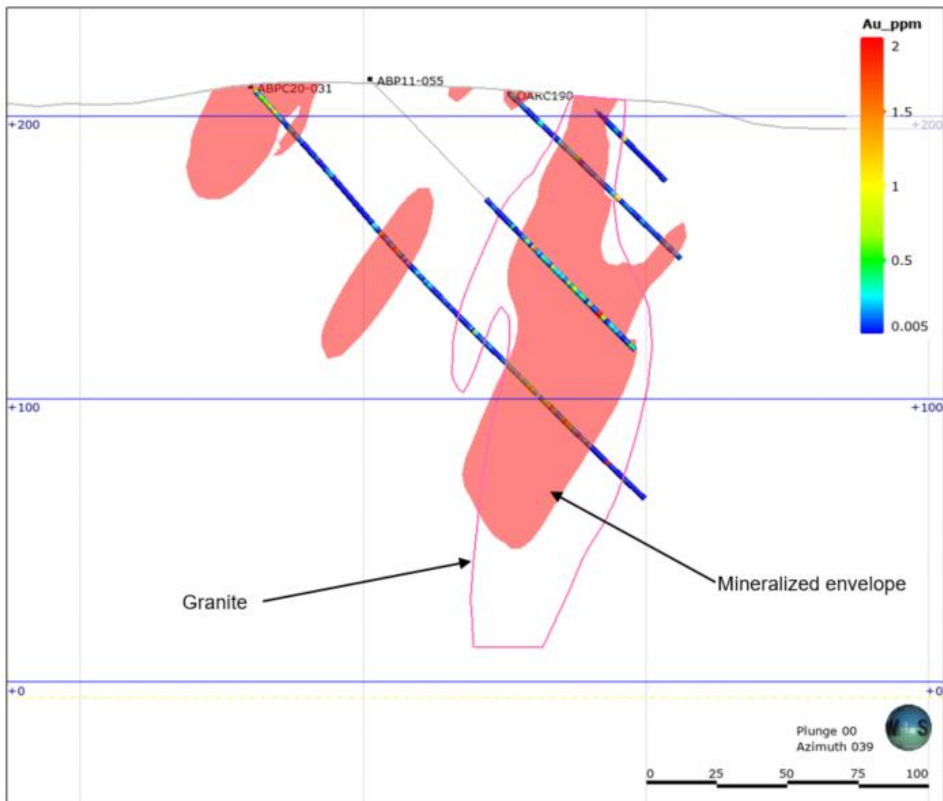 Au_ppm
2
1.5
1
0.5
0.005
ABPC20-031
ABP11-055
OARC190
+200
+200
+100
+100
Granite
Mineralized envelope
+0
+0
Plunge 00
Azimuth 039
W S
0 25 50 75 100